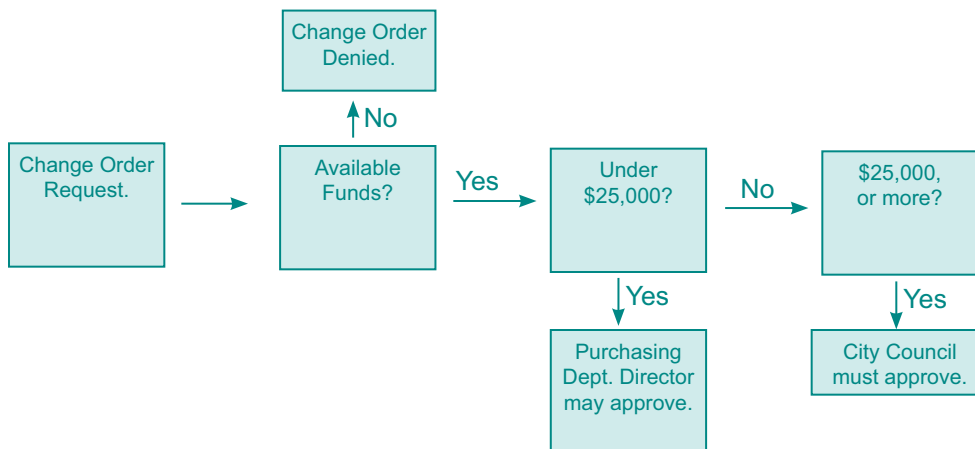 Change Order
Denied.
No
Change Order
Request.
Available
Funds?
Yes
Under
$25,000?
No
$25,000,
or more?
Yes
Purchasing
Dept. Director
may approve.
Yes
City Council
must approve.